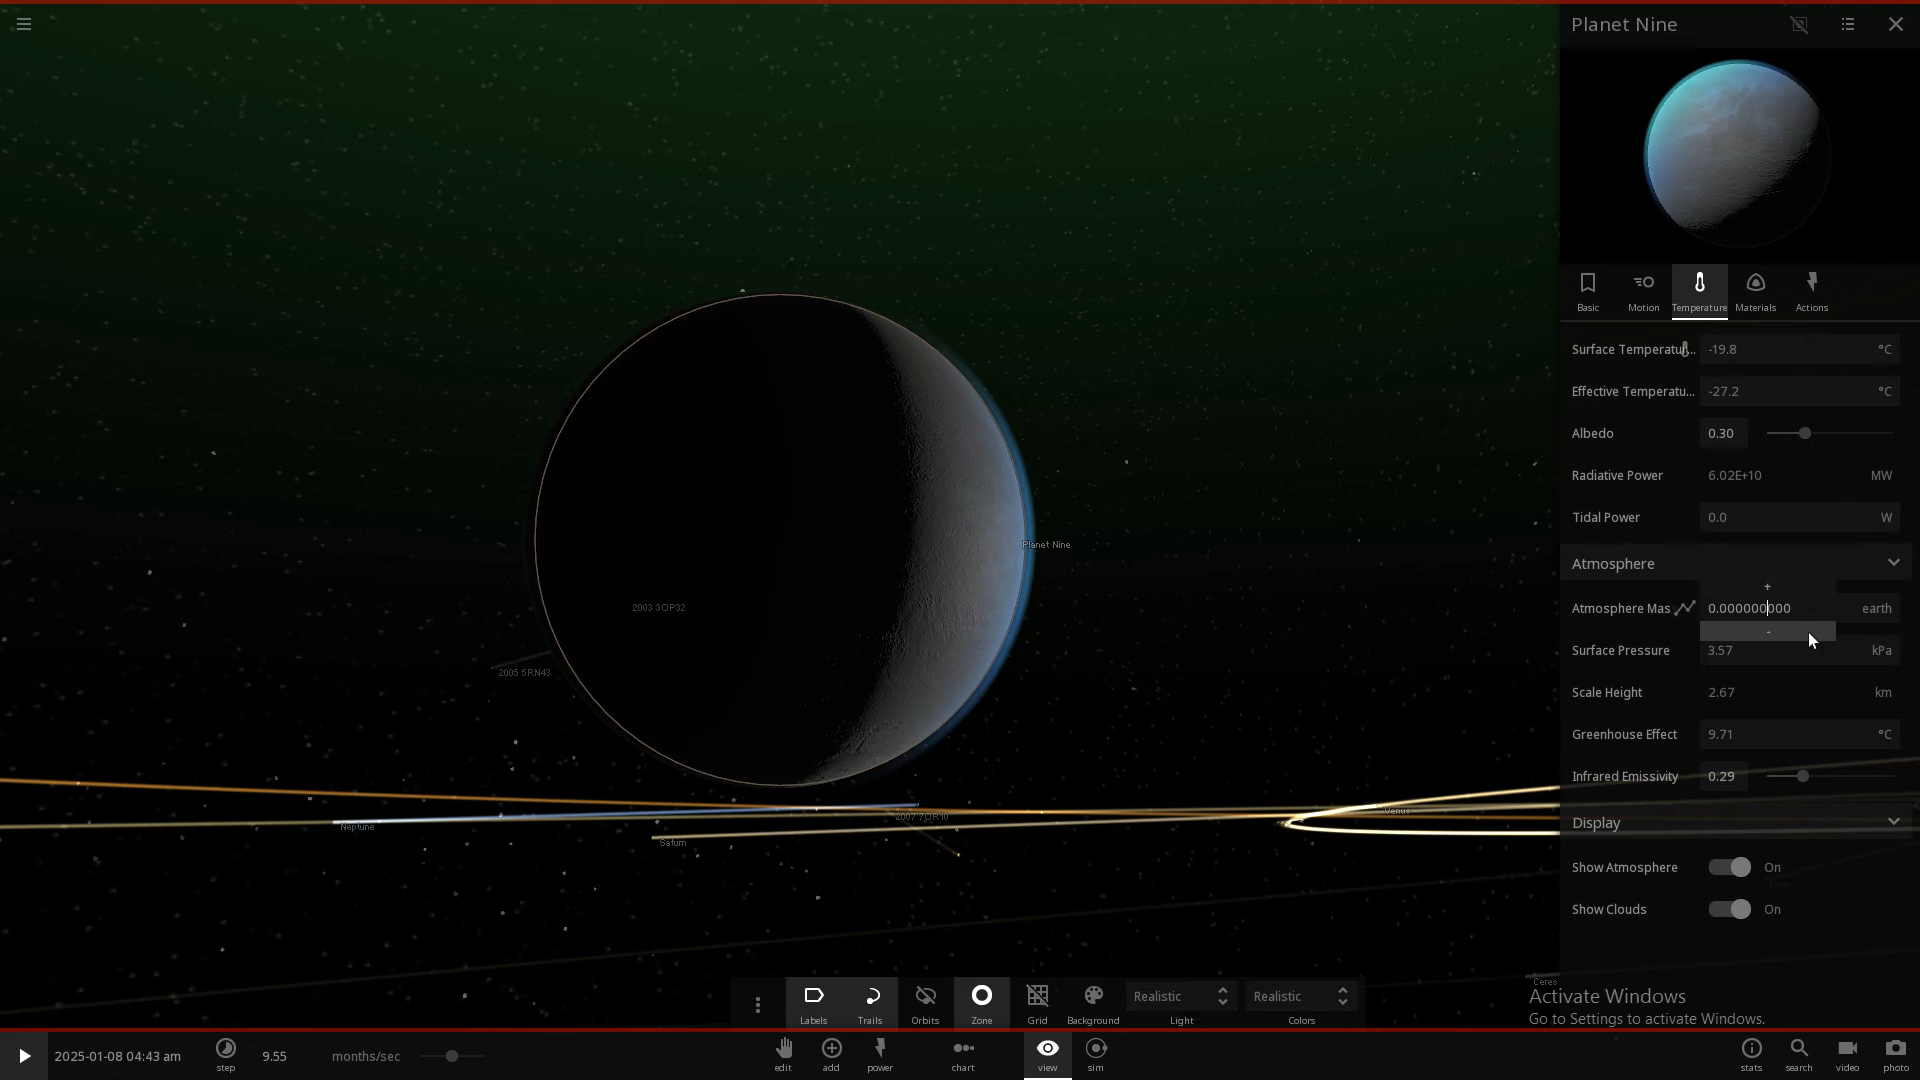 Planet Nine
Basic
Motion
Temperature
Materials
Actions
Surface Temperatur...
-19.8
°C
Effective Temperatu...
-27.2
°C
Albedo
0.30
Radiative Power
6.02E+10
MW
Tidal Power
0.0
W
Atmosphere
+
Atmosphere Mas
0.000000000
earth
-
Surface Pressure
3.57
kPa
Scale Height
2.67
km
Greenhouse Effect
9.71
°C
Infrared Emissivity
0.29
Display
Show Atmosphere
On
Show Clouds
On
Planet Nine
2003 3OP32
2005 5RN43
2007 7OR10
Neptune
Saturn
Venus
Ceres
Activate Windows
Go to Settings to activate Windows.
Labels
Trails
Orbits
Zone
Grid
Background
Realistic
Light
Realistic
Colors
2025-01-08 04:43 am
step
9.55
months/sec
edit
add
power
chart
view
sim
stats
search
video
photo